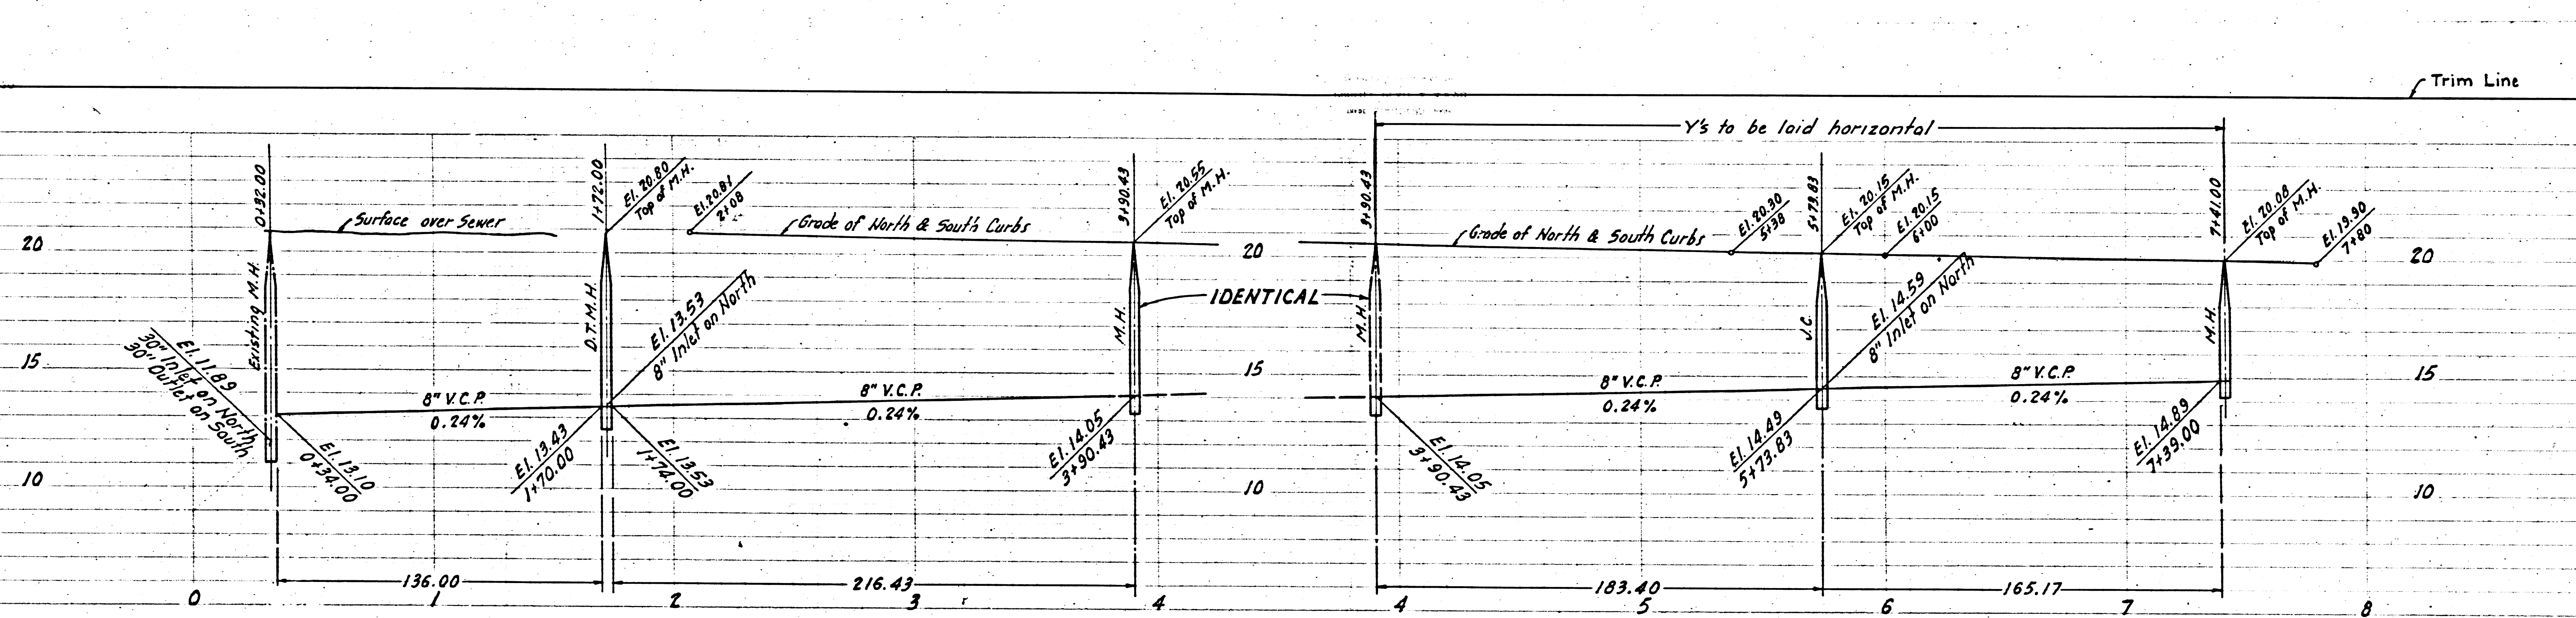 Trim Line
Y's to be laid horizontal
0+32.00
1+72.00
El. 20.80
Top of M.H.
El. 20.81
2+08
3+90.43
El. 20.55
Top of M.H.
3+90.43
El. 20.30
5+38
5+73.83
El. 20.15
Top of M.H.
El. 20.15
6+00
7+41.00
El. 20.08
Top of M.H.
El. 19.90
7+80
Surface over Sewer
Grade of North & South Curbs
Grade of North & South Curbs
20
20
20
Existing M.H.
D.T.M.H.
M.H.
IDENTICAL
M.H.
J.C.
M.H.
El. 13.53
8" Inlet on North
El. 14.59
8" Inlet on North
15
15
15
El. 11.89
30" Inlet on North
30" Outlet on South
8" V.C.P.
0.24%
8" V.C.P.
0.24%
8" V.C.P.
0.24%
8" V.C.P.
0.24%
El. 13.10
0+34.00
El. 13.43
1+70.00
El. 13.53
1+74.00
El. 14.05
3+90.43
El. 14.05
3+90.43
El. 14.49
5+73.83
El. 14.89
7+39.00
10
10
10
136.00
216.43
183.40
165.17
0
1
2
3
4
4
5
6
7
8